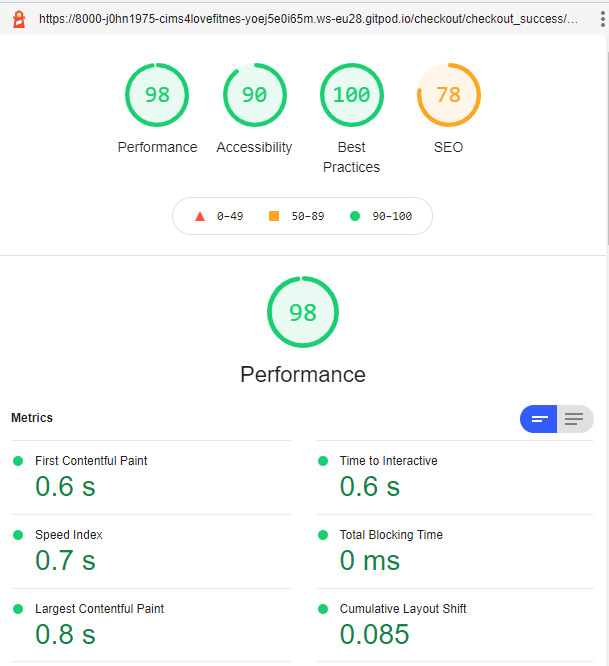 https://8000-j0hn1975-cims4lovefitnes-yoej5e0i65m.ws-eu28.gitpod.io/checkout/checkout_success/…
98 90 100 78
Performance Accessibility Best Practices SEO
0–49 50–89 90–100
98
Performance
Metrics
First Contentful Paint
0.6 s
Time to Interactive
0.6 s
Speed Index
0.7 s
Total Blocking Time
0 ms
Largest Contentful Paint
0.8 s
Cumulative Layout Shift
0.085